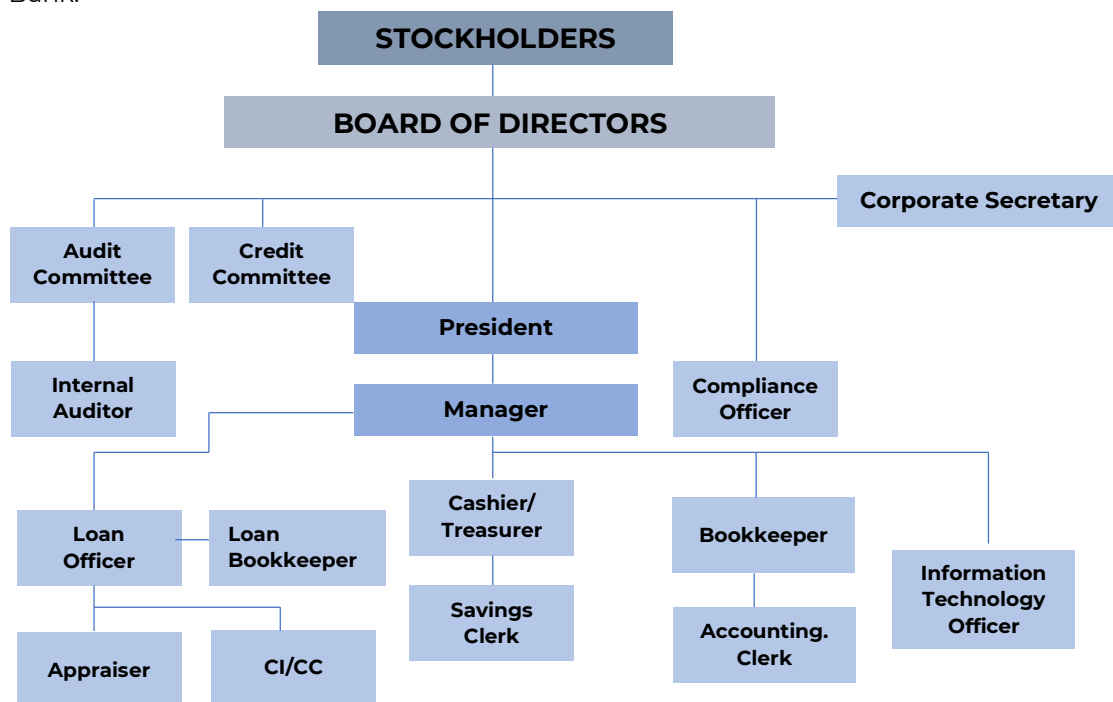 Bank.
STOCKHOLDERS
BOARD OF DIRECTORS
Corporate Secretary
Audit
Committee
Credit
Committee
President
Internal
Auditor
Compliance
Officer
Manager
Loan
Officer
Loan
Bookkeeper
Cashier/
Treasurer
Bookkeeper
Information
Technology
Officer
Savings
Clerk
Accounting.
Clerk
Appraiser
CI/CC